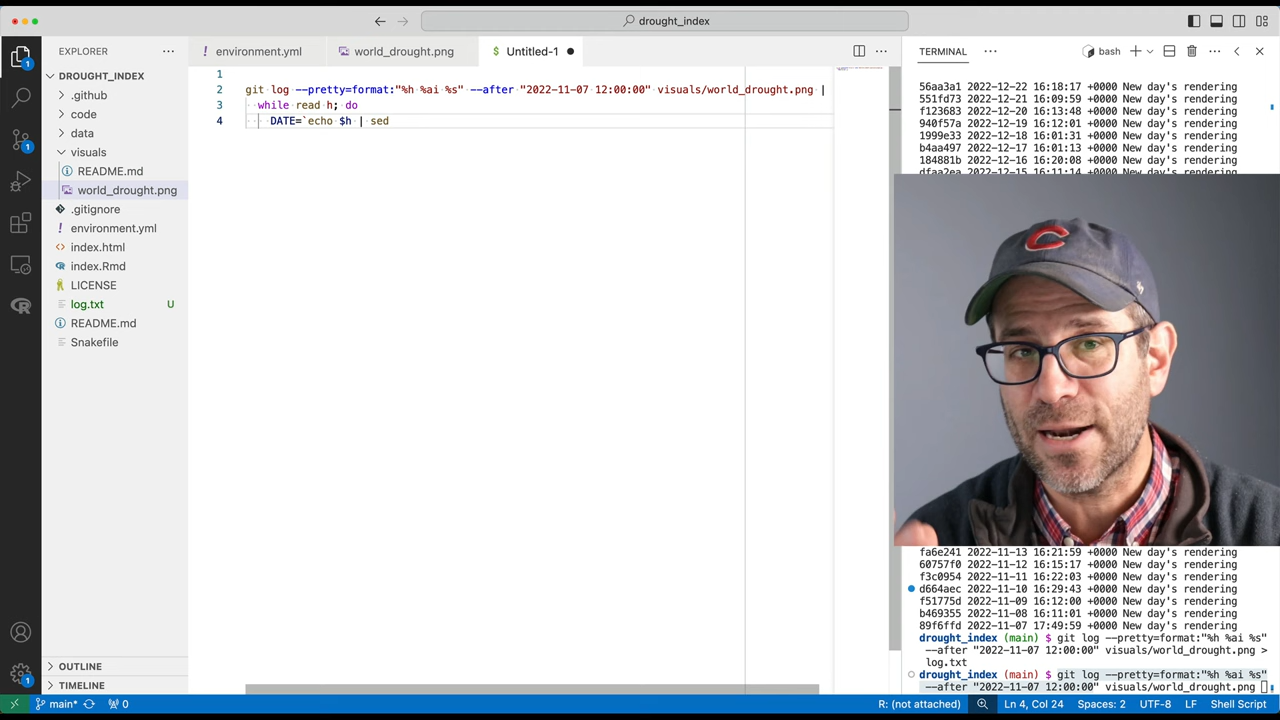 drought_index
EXPLORER
DROUGHT_INDEX
.github
code
data
visuals
README.md
world_drought.png
.gitignore
environment.yml
index.html
index.Rmd
LICENSE
log.txt U
README.md
Snakefile
OUTLINE
TIMELINE
environment.yml
world_drought.png
Untitled-1
1
2 git log --pretty=format:"%h %ai %s" --after "2022-11-07 12:00:00" visuals/world_drought.png |
3 while read h; do
4 DATE=`echo $h | sed
TERMINAL
bash
56aa3a1 2022-12-22 16:18:17 +0000 New day's rendering
551fd73 2022-12-21 16:09:59 +0000 New day's rendering
f123683 2022-12-20 16:13:48 +0000 New day's rendering
940f57a 2022-12-19 16:12:01 +0000 New day's rendering
1999e33 2022-12-18 16:01:31 +0000 New day's rendering
b4aa497 2022-12-17 16:01:13 +0000 New day's rendering
184881b 2022-12-16 16:20:08 +0000 New day's rendering
dfaa2ea 2022-12-15 16:11:14 +0000 New day's rendering
C
fa6e241 2022-11-13 16:21:59 +0000 New day's rendering
60757f0 2022-11-12 16:15:17 +0000 New day's rendering
f3c0954 2022-11-11 16:22:03 +0000 New day's rendering
d664aec 2022-11-10 16:29:43 +0000 New day's rendering
f51775d 2022-11-09 16:12:00 +0000 New day's rendering
b469355 2022-11-08 16:11:01 +0000 New day's rendering
89f6ffd 2022-11-07 17:49:59 +0000 New day's rendering
drought_index (main) $ git log --pretty=format:"%h %ai %s"
--after "2022-11-07 12:00:00" visuals/world_drought.png >
log.txt
drought_index (main) $ git log --pretty=format:"%h %ai %s"
--after "2022-11-07 12:00:00" visuals/world_drought.png
main* 0
R: (not attached) Ln 4, Col 24 Spaces: 2 UTF-8 LF Shell Script